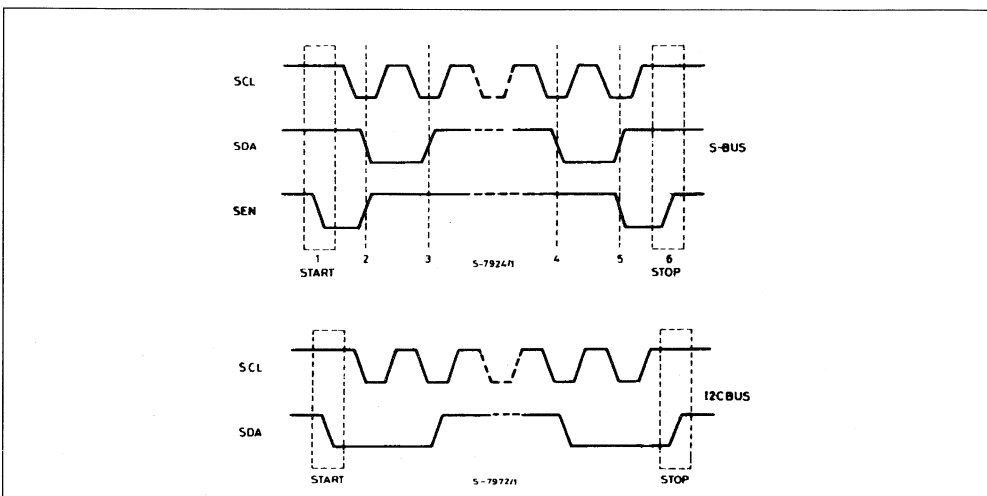 SCL
SDA
S-BUS
SEN
1 2 3 S-7924/1 4 5 6
START STOP
SCL
I2CBUS
SDA
START S-7972/1 STOP